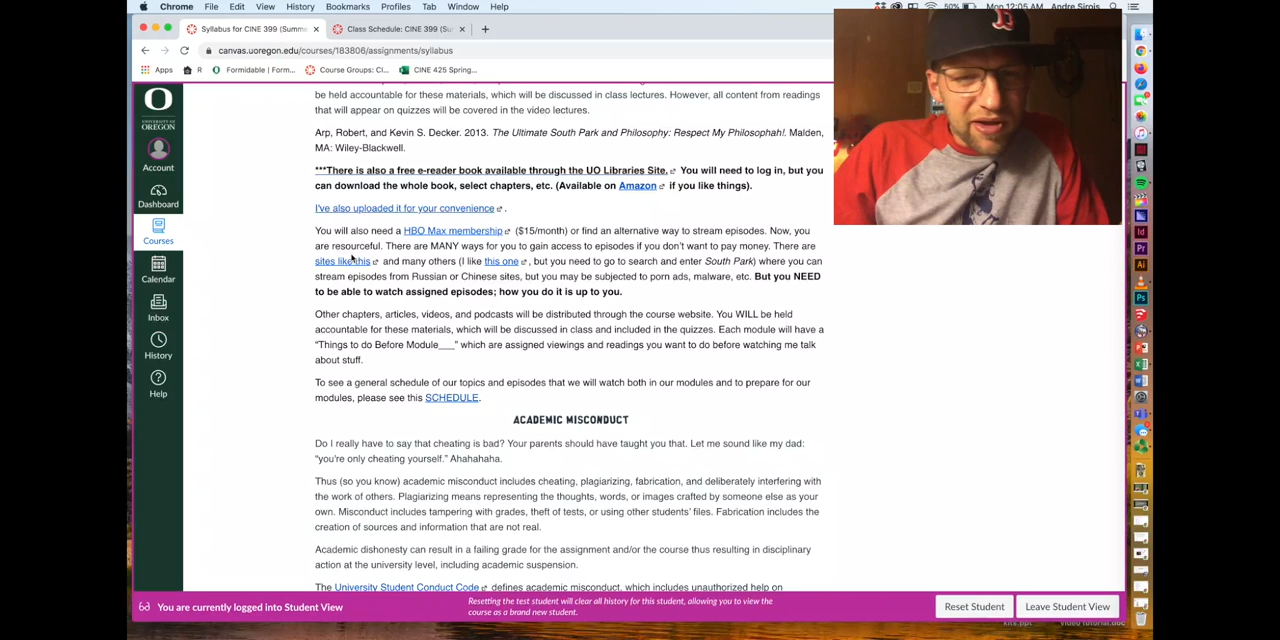 Chrome File Edit View History Bookmarks Profiles Tab Window Help 50% Mon 12:05 AM Andre Sirois
Syllabus for CINE 399 (Summe × Class Schedule: CINE 399 (Sum × +
canvas.uoregon.edu/courses/183806/assignments/syllabus
Apps R Formidable | Form... Course Groups: CI... CINE 425 Spring...
be held accountable for these materials, which will be discussed in class lectures. However, all content from readings
that will appear on quizzes will be covered in the video lectures.
Arp, Robert, and Kevin S. Decker. 2013. The Ultimate South Park and Philosophy: Respect My Philosophah!. Malden,
MA: Wiley-Blackwell.
***There is also a free e-reader book available through the UO Libraries Site. You will need to log in, but you
can download the whole book, select chapters, etc. (Available on Amazon if you like things).
I've also uploaded it for your convenience .
You will also need a HBO Max membership ($15/month) or find an alternative way to stream episodes. Now, you
are resourceful. There are MANY ways for you to gain access to episodes if you don't want to pay money. There are
sites like this and many others (I like this one , but you need to go to search and enter South Park) where you can
stream episodes from Russian or Chinese sites, but you may be subjected to porn ads, malware, etc. But you NEED
to be able to watch assigned episodes; how you do it is up to you.
Other chapters, articles, videos, and podcasts will be distributed through the course website. You WILL be held
accountable for these materials, which will be discussed in class and included in the quizzes. Each module will have a
“Things to do Before Module___” which are assigned viewings and readings you want to do before watching me talk
about stuff.
To see a general schedule of our topics and episodes that we will watch both in our modules and to prepare for our
modules, please see this SCHEDULE.
ACADEMIC MISCONDUCT
Do I really have to say that cheating is bad? Your parents should have taught you that. Let me sound like my dad:
“you're only cheating yourself.” Ahahahaha.
Thus (so you know) academic misconduct includes cheating, plagiarizing, fabrication, and deliberately interfering with
the work of others. Plagiarizing means representing the thoughts, words, or images crafted by someone else as your
own. Misconduct includes tampering with grades, theft of tests, or using other students' files. Fabrication includes the
creation of sources and information that are not real.
Academic dishonesty can result in a failing grade for the assignment and/or the course thus resulting in disciplinary
action at the university level, including academic suspension.
The University Student Conduct Code defines academic misconduct, which includes unauthorized help on
UNIVERSITY OF
OREGON
Account
Dashboard
Courses
Calendar
Inbox
History
Help
B
You are currently logged into Student View
Resetting the test student will clear all history for this student, allowing you to view the
course as a brand new student.
Reset Student
Leave Student View